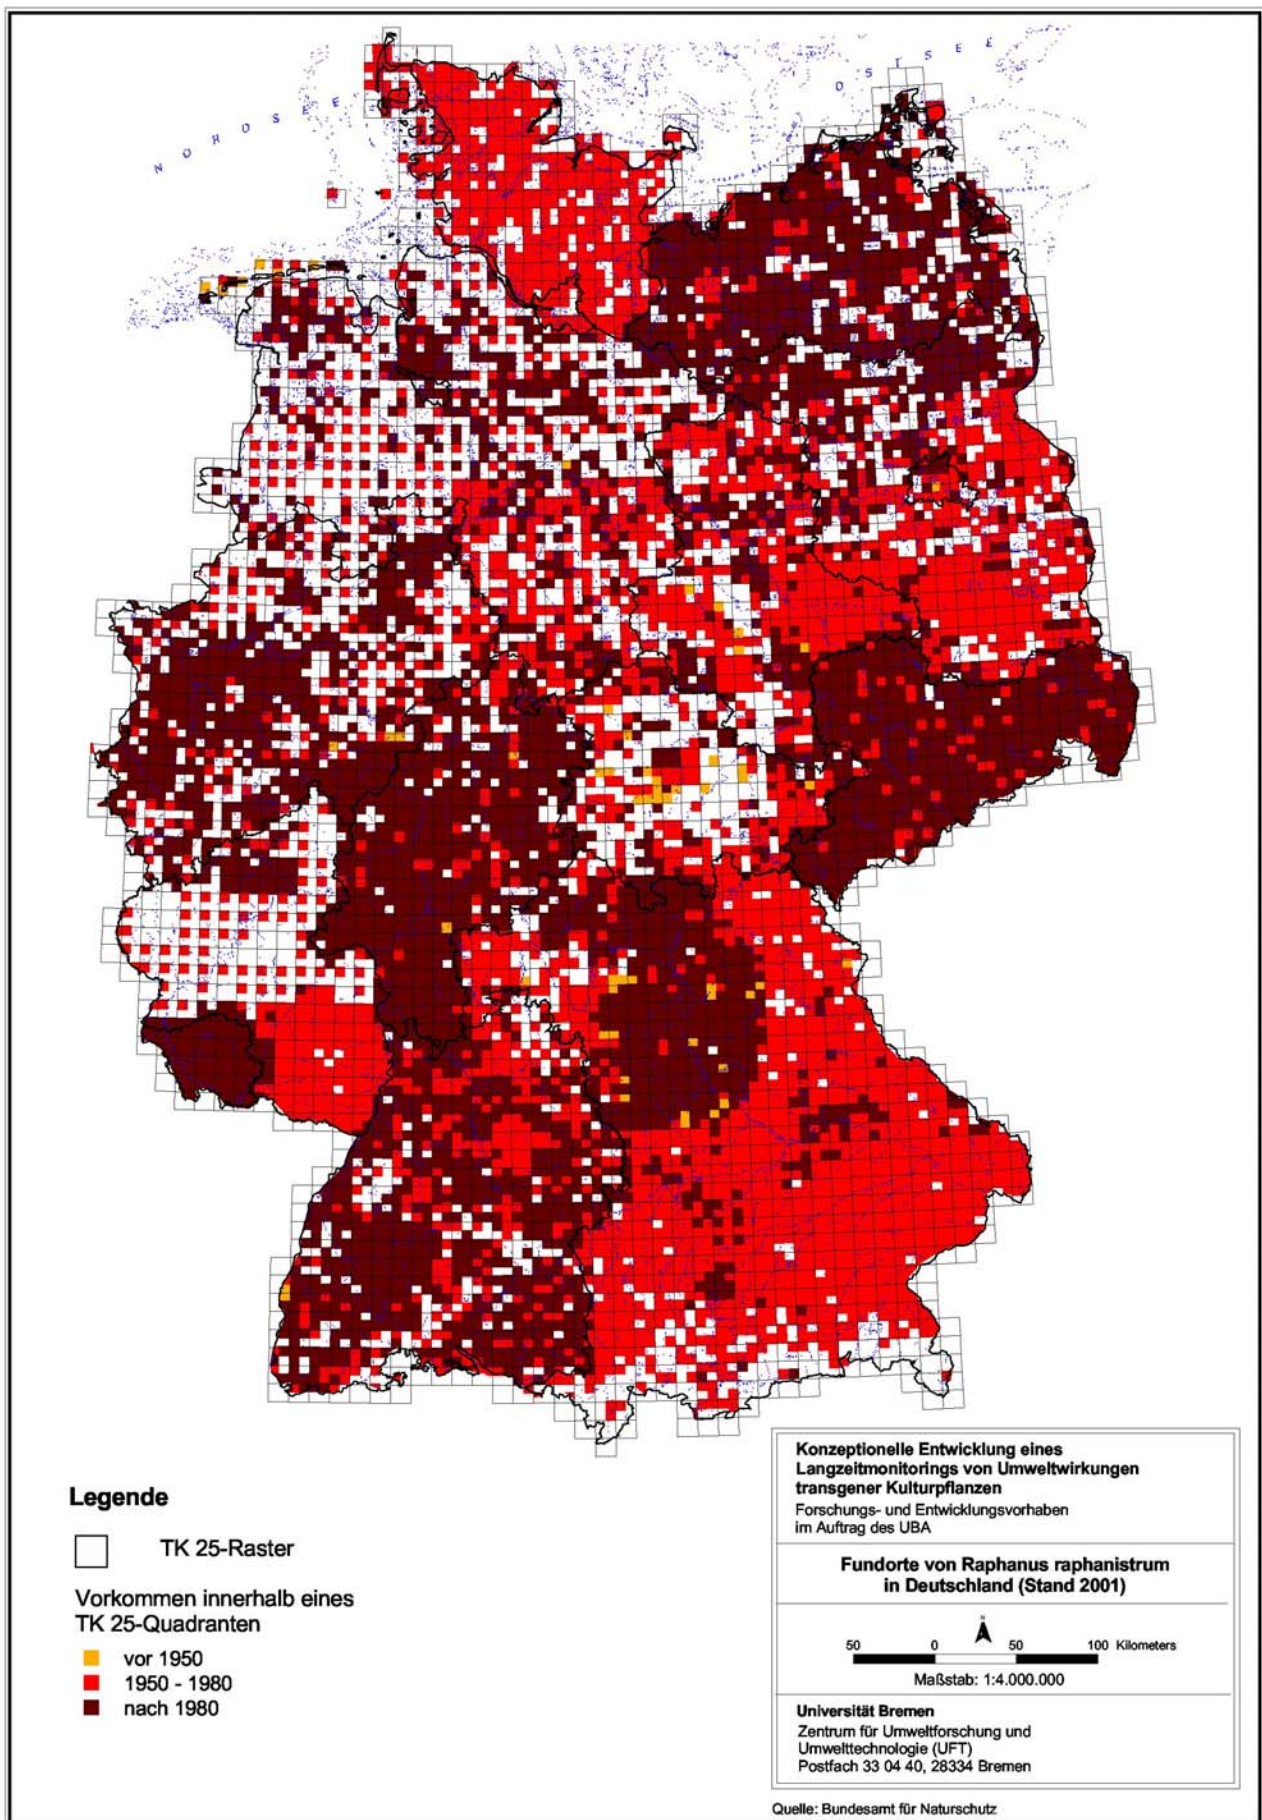 N O R D S E E
O S T S E E
Legende
TK 25-Raster
Vorkommen innerhalb eines
TK 25-Quadranten
vor 1950
1950 - 1980
nach 1980
Konzeptionelle Entwicklung eines
Langzeitmonitorings von Umweltwirkungen
transgener Kulturpflanzen
Forschungs- und Entwicklungsvorhaben
im Auftrag des UBA
Fundorte von Raphanus raphanistrum
in Deutschland (Stand 2001)
N
50 0 50 100 Kilometers
Maßstab: 1:4.000.000
Universität Bremen
Zentrum für Umweltforschung und
Umwelttechnologie (UFT)
Postfach 33 04 40, 28334 Bremen
Quelle: Bundesamt für Naturschutz